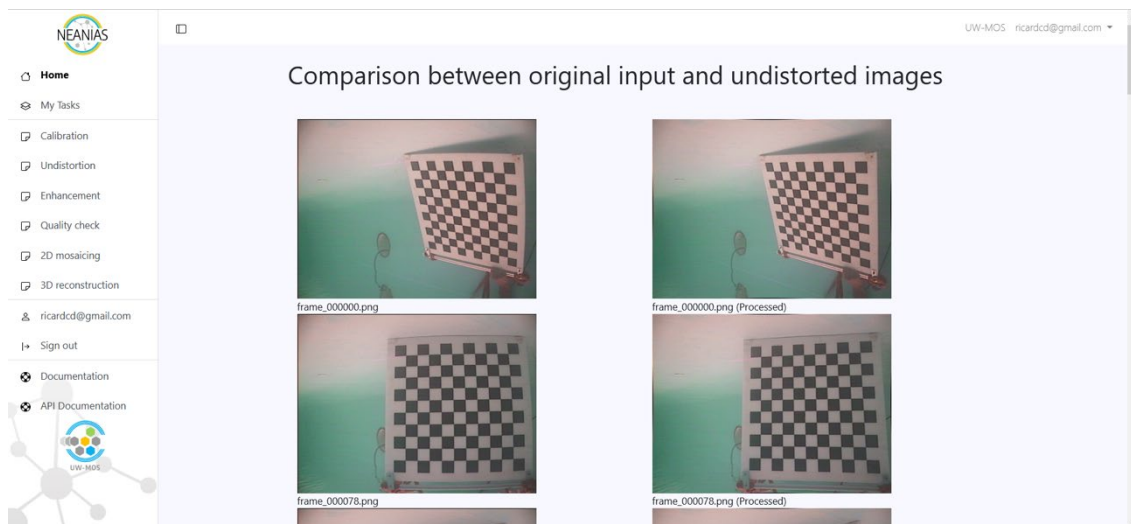 NEANIAS
UW-MOS ricardcd@gmail.com
Home
My Tasks
Calibration
Undistortion
Enhancement
Quality check
2D mosaicing
3D reconstruction
ricardcd@gmail.com
Sign out
Documentation
API Documentation
UW-MOS
Comparison between original input and undistorted images
frame_000000.png
frame_000000.png (Processed)
frame_000078.png
frame_000078.png (Processed)